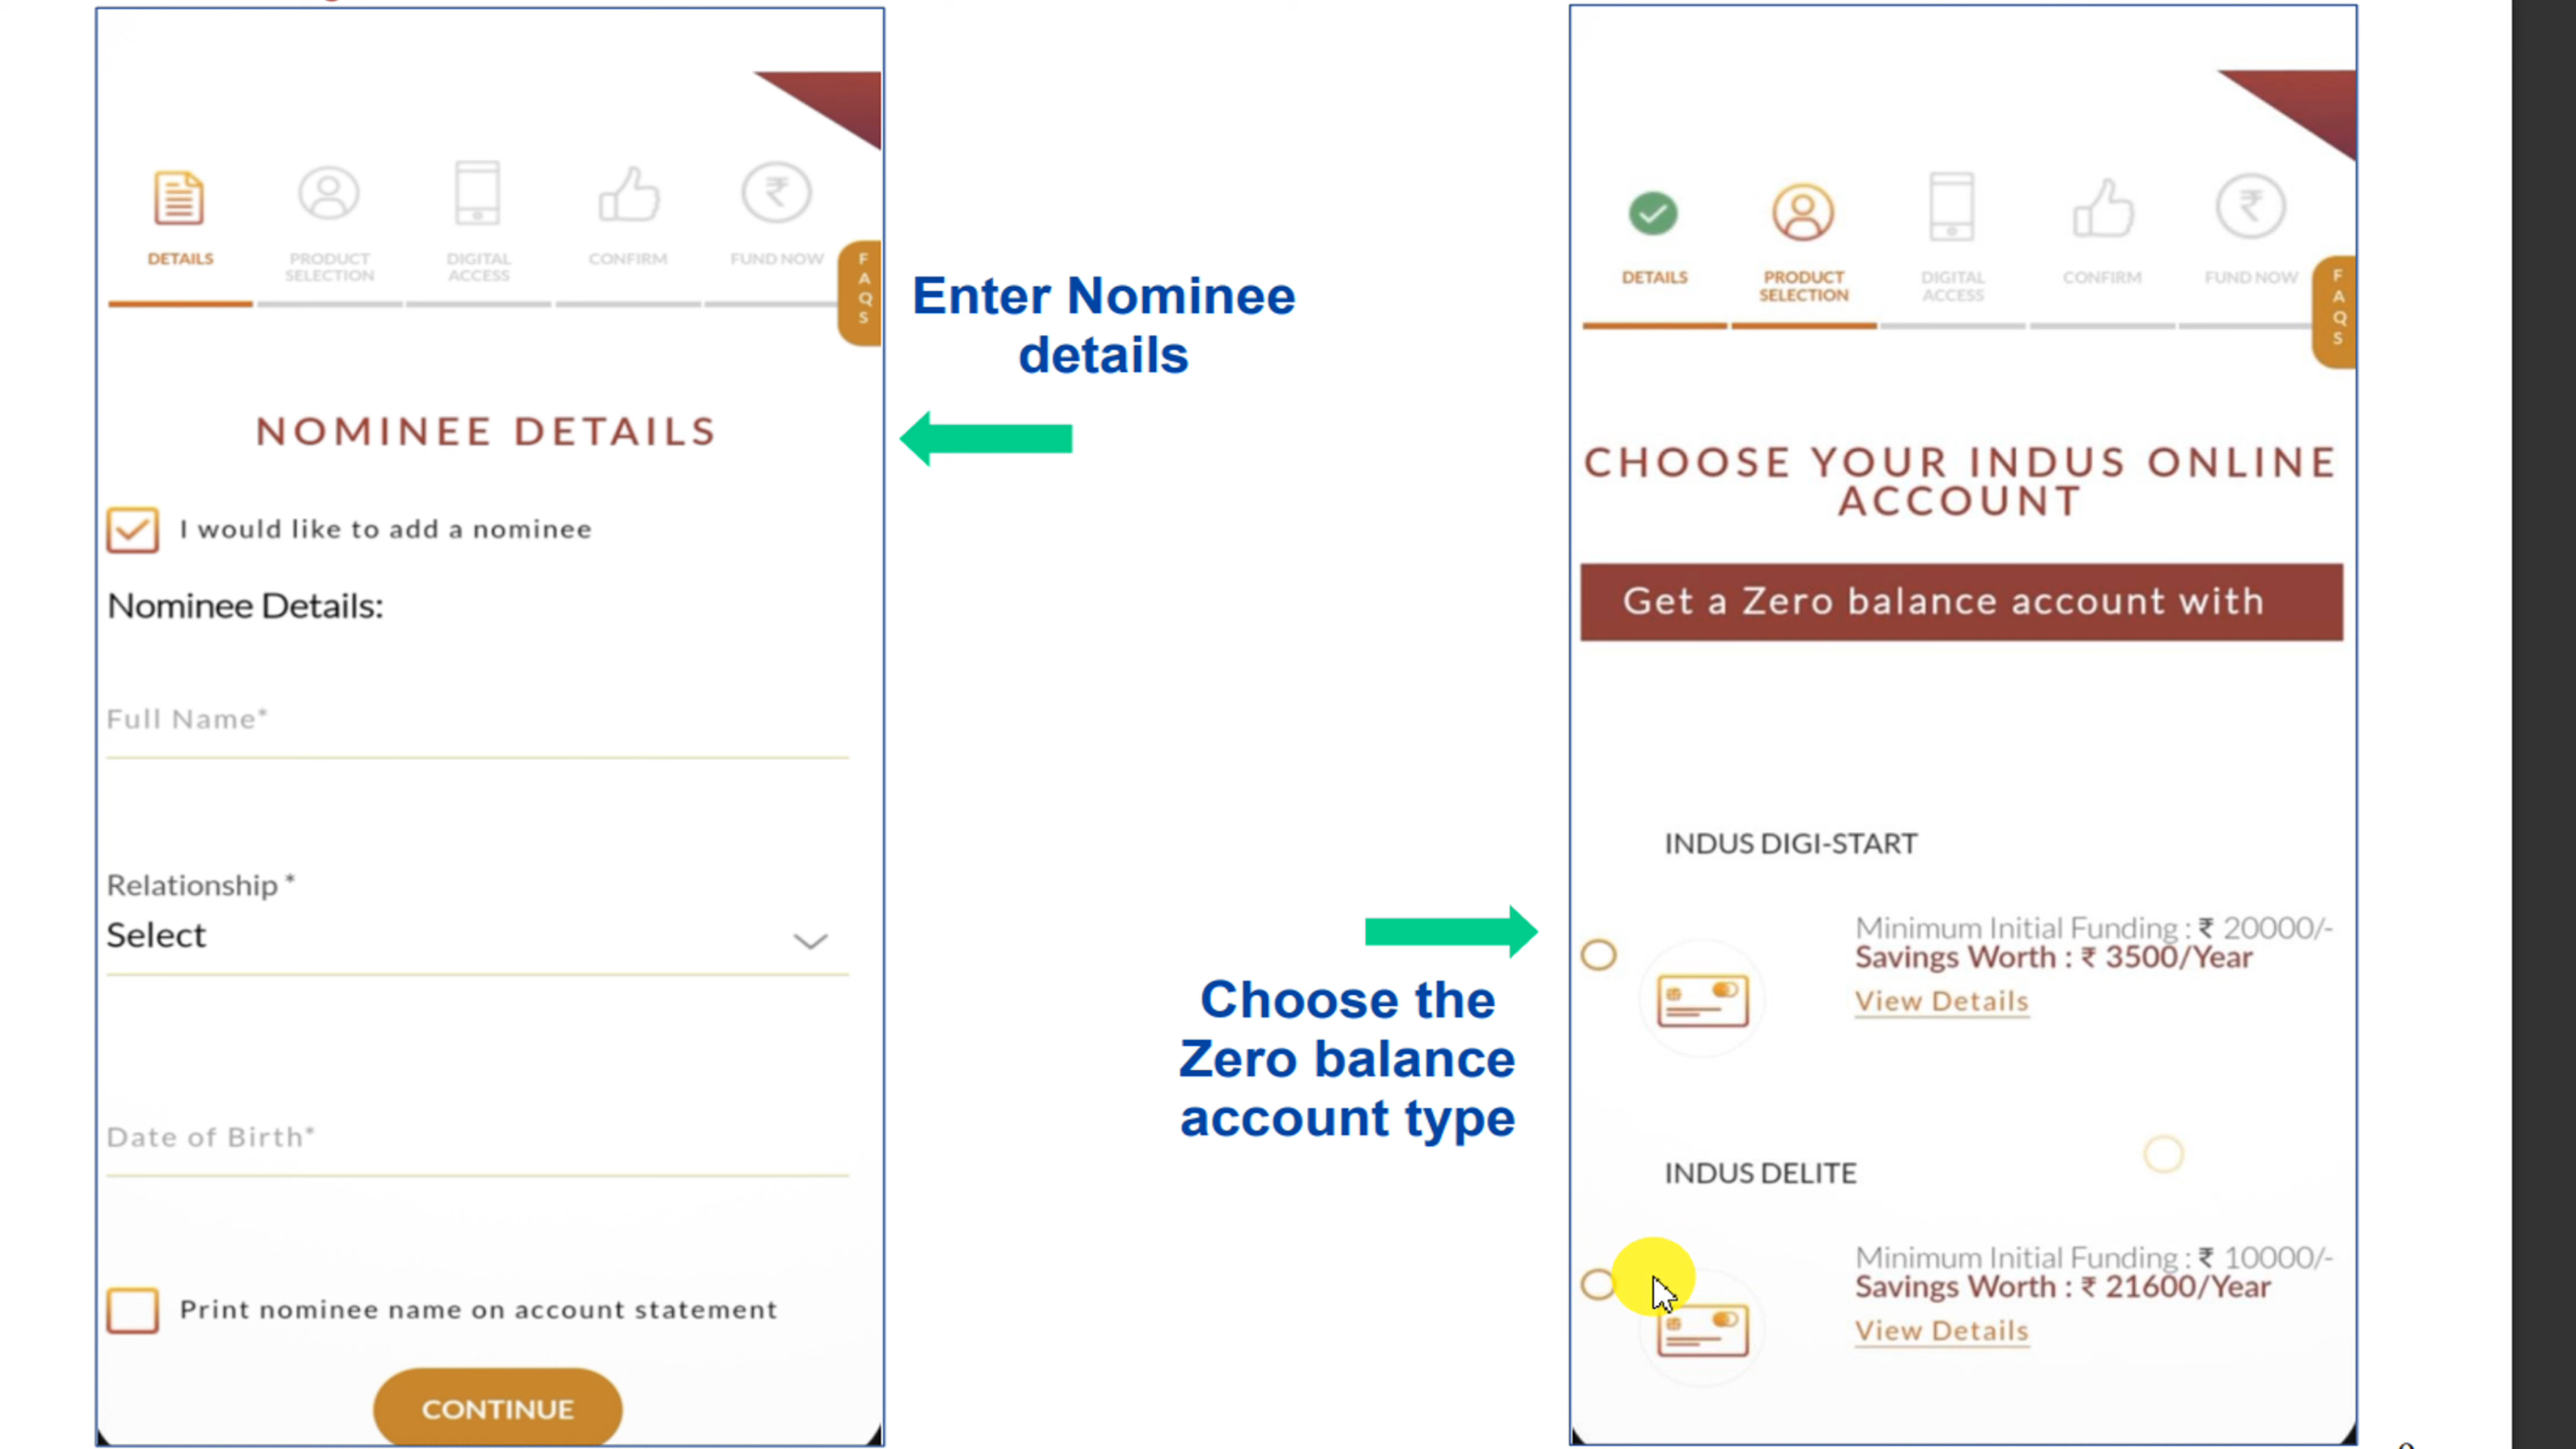 DETAILS
PRODUCT
SELECTION
DIGITAL
ACCESS
CONFIRM
FUND NOW
F
A
Q
S
NOMINEE DETAILS
I would like to add a nominee
Nominee Details:
Full Name*
Relationship *
Select
Date of Birth*
Print nominee name on account statement
CONTINUE
Enter Nominee
details
Choose the
Zero balance
account type
DETAILS
PRODUCT
SELECTION
DIGITAL
ACCESS
CONFIRM
FUND NOW
F
A
Q
S
CHOOSE YOUR INDUS ONLINE
ACCOUNT
Get a Zero balance account with
INDUS DIGI-START
Minimum Initial Funding : ₹ 20000/-
Savings Worth : ₹ 3500/Year
View Details
INDUS DELITE
Minimum Initial Funding : ₹ 10000/-
Savings Worth : ₹ 21600/Year
View Details